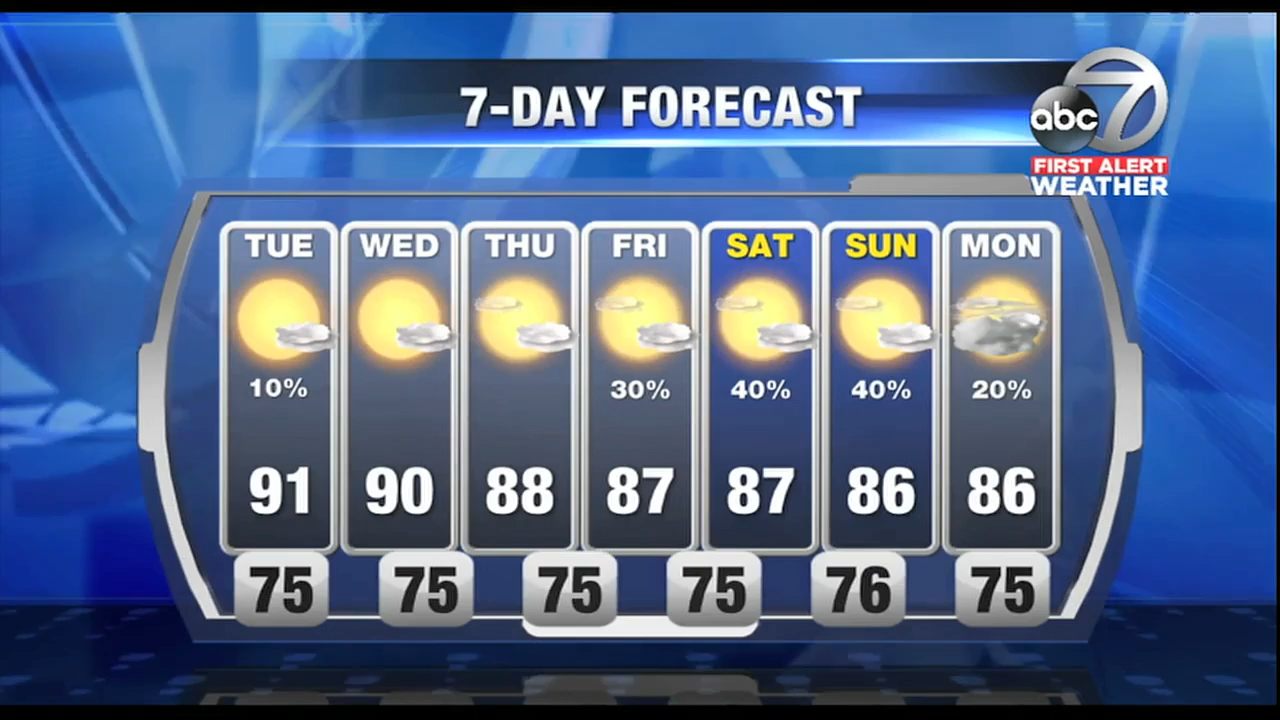 7-DAY FORECAST
abc 7
FIRST ALERT
WEATHER
TUE WED THU FRI SAT SUN MON
10% 30% 40% 40% 20%
91 90 88 87 87 86 86
75 75 75 75 76 75